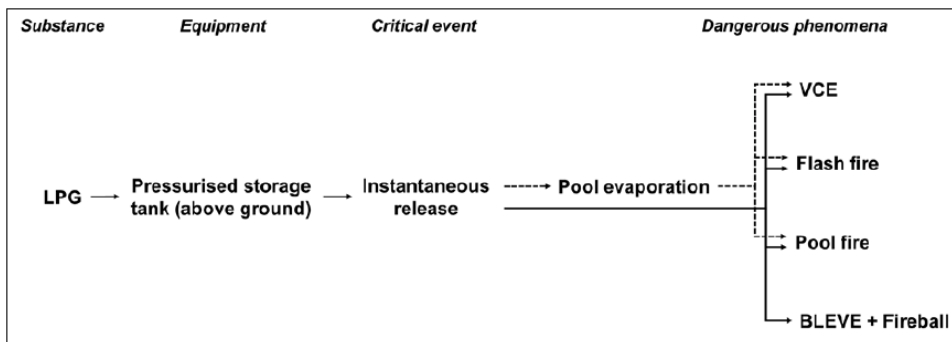 Substance Equipment Critical event Dangerous phenomena
VCE
Flash fire
LPG Pressurised storage Instantaneous Pool evaporation
tank (above ground) release
Pool fire
BLEVE + Fireball